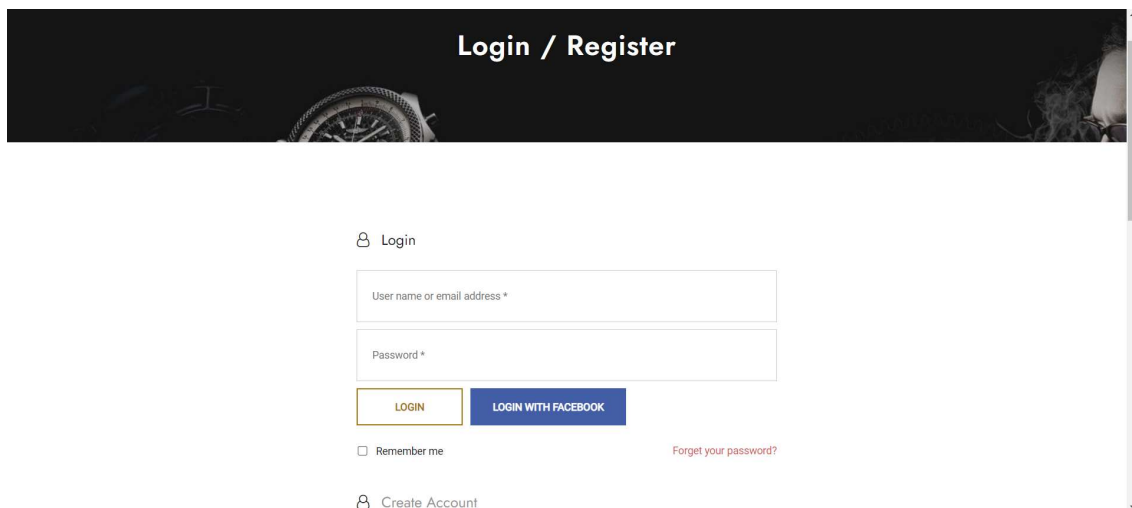 Login / Register
Login
User name or email address *
Password *
LOGIN
LOGIN WITH FACEBOOK
Remember me
Forget your password?
Create Account